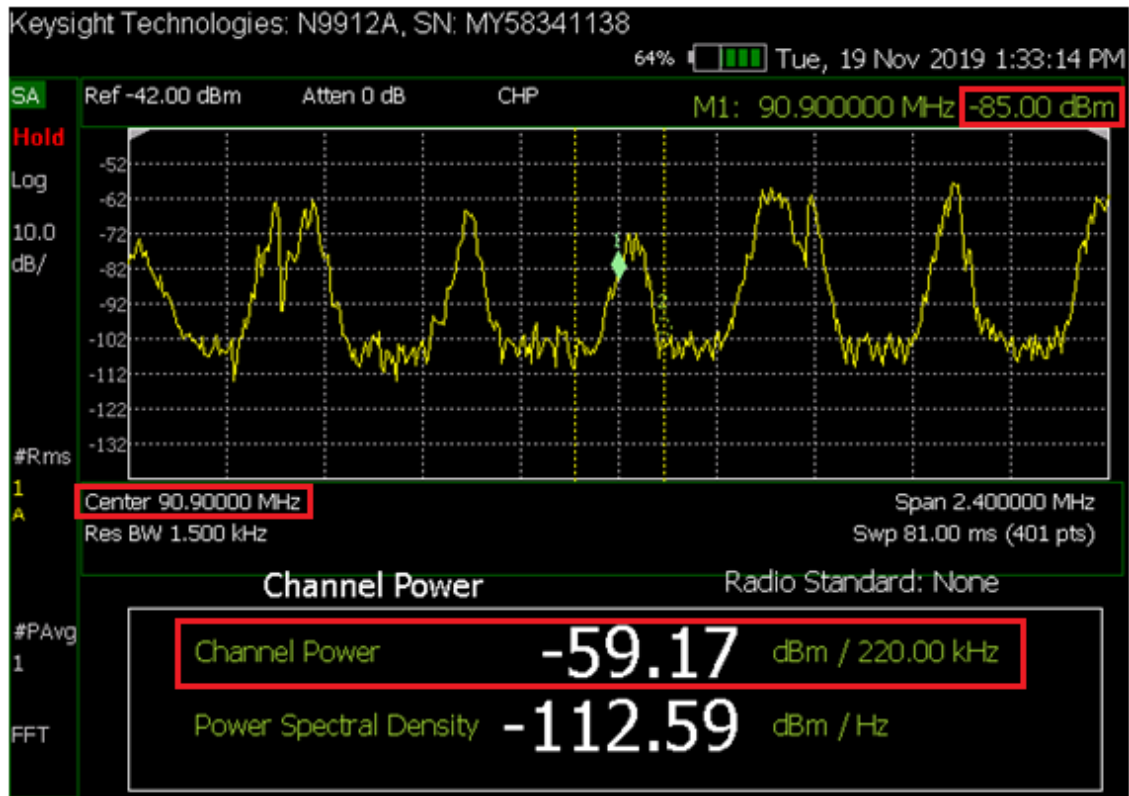 Keysight Technologies: N9912A, SN: MY58341138
64% Tue, 19 Nov 2019 1:33:14 PM
SA Ref -42.00 dBm Atten 0 dB CHP M1: 90.900000 MHz -85.00 dBm
Hold
-52
Log
-62
10.0 -72
dB/
1
-82
-92
2
-102
-112
-122
-132
#Rms
1
A
Center 90.90000 MHz Span 2.400000 MHz
Res BW 1.500 kHz Swp 81.00 ms (401 pts)
Channel Power Radio Standard: None
#PAvg
1
Channel Power -59.17 dBm / 220.00 kHz
FFT Power Spectral Density -112.59 dBm / Hz